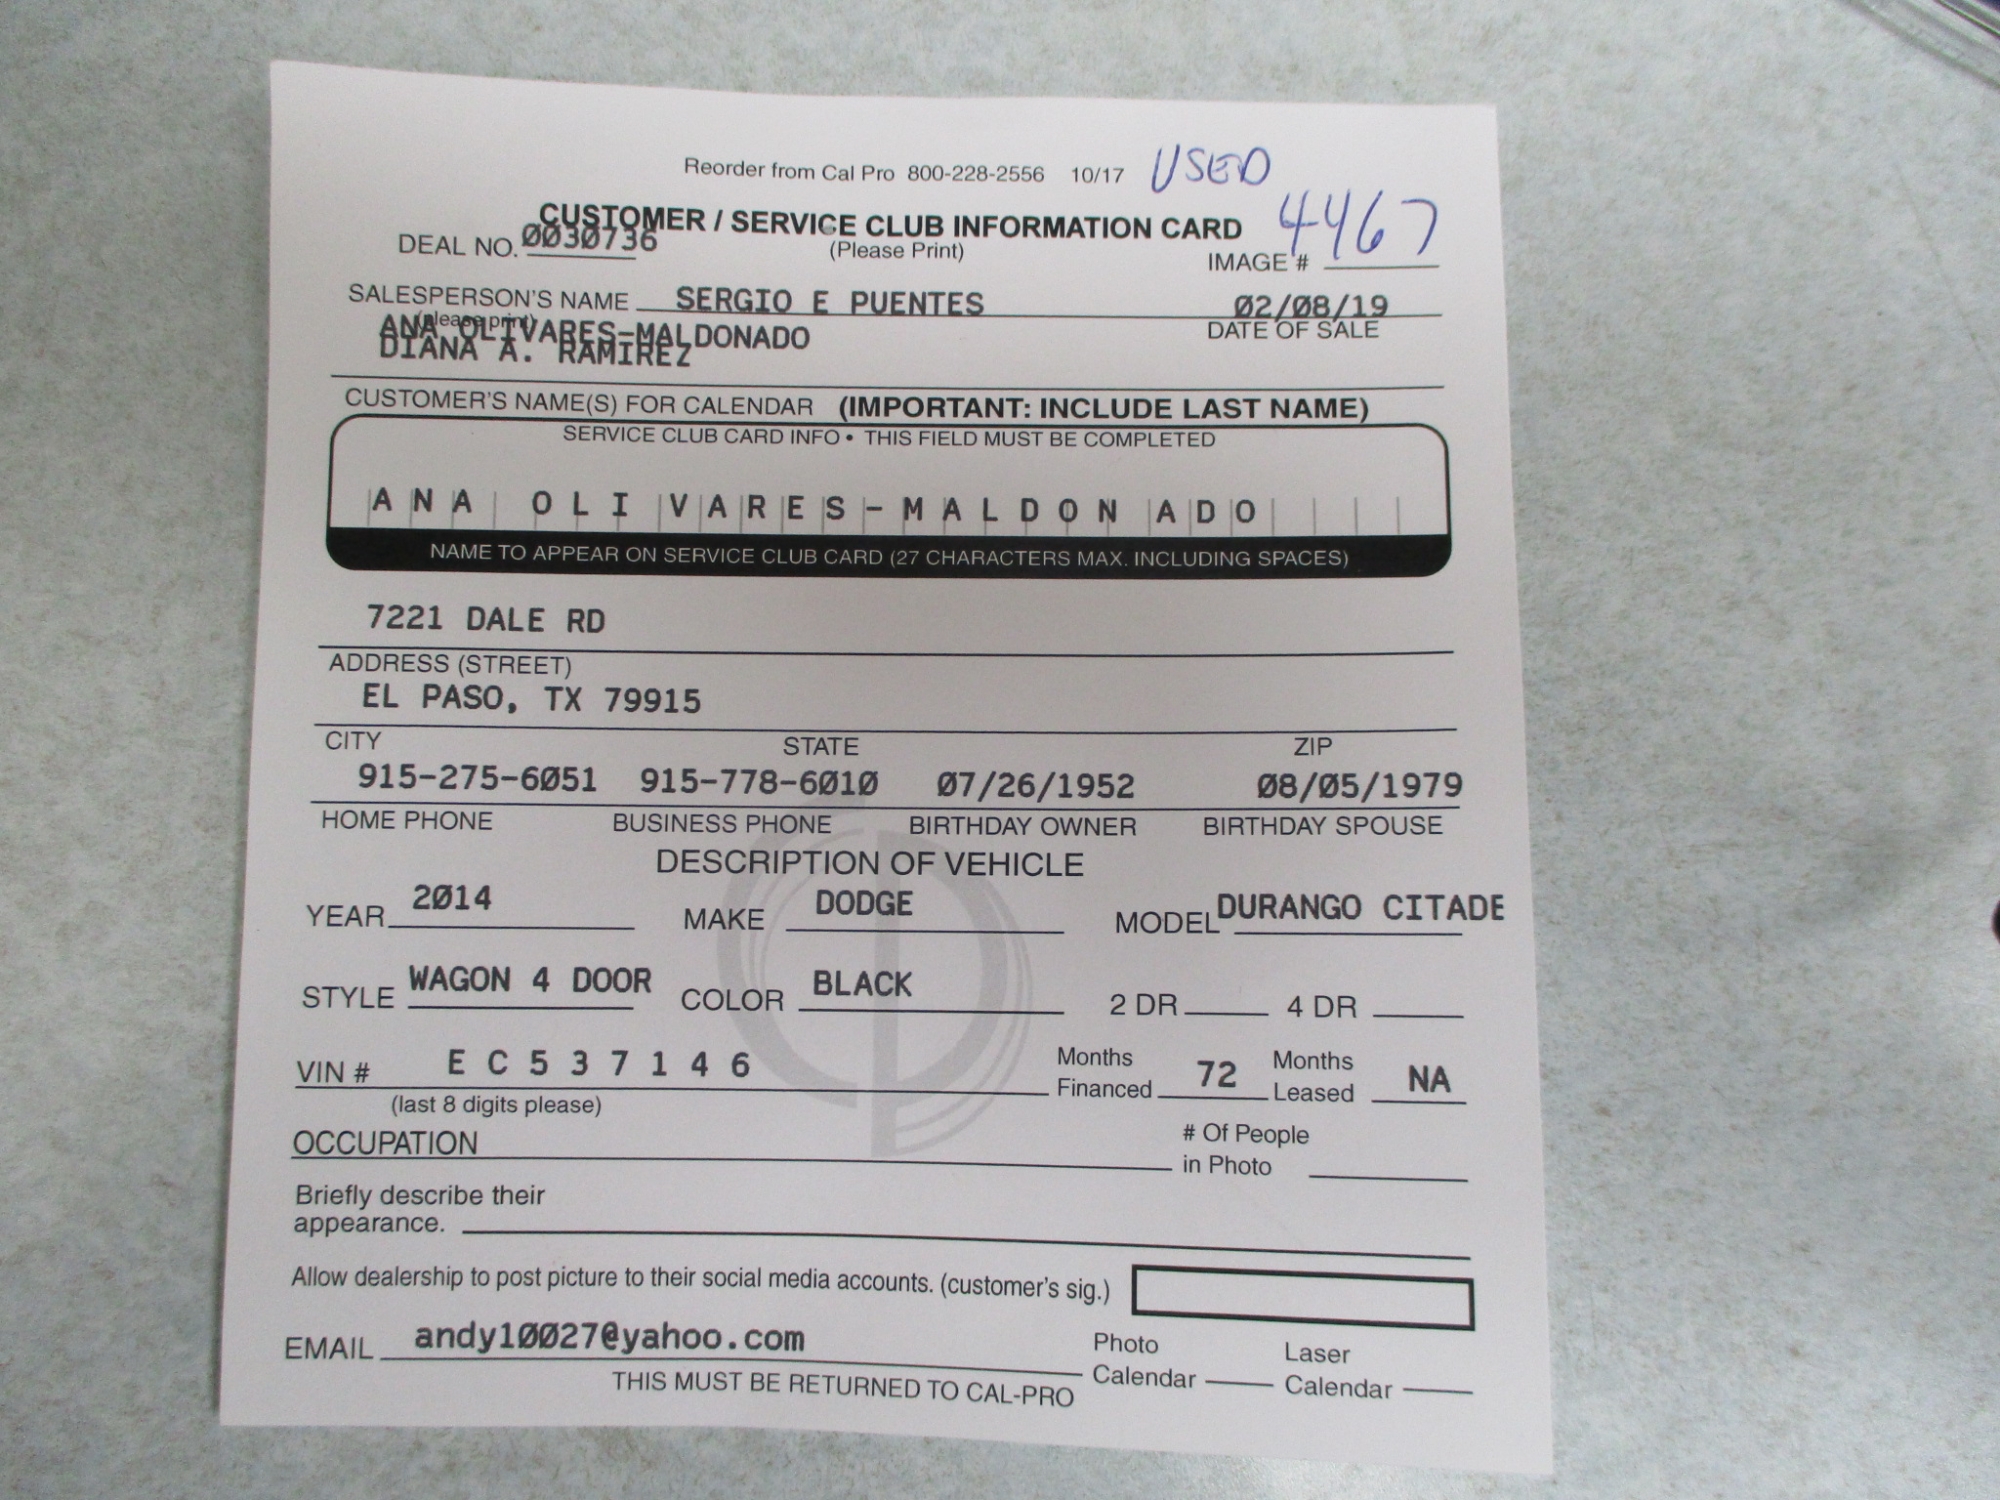 Reorder from Cal Pro 800-228-2556 10/17 USED
CUSTOMER / SERVICE CLUB INFORMATION CARD 4467
DEAL NO. 0030736 (Please Print) IMAGE #
SALESPERSON'S NAME SERGIO E PUENTES 02/08/19
(please print) DATE OF SALE
ANA OLIVARES-MALDONADO
DIANA A. RAMIREZ
CUSTOMER'S NAME(S) FOR CALENDAR (IMPORTANT: INCLUDE LAST NAME)
SERVICE CLUB CARD INFO • THIS FIELD MUST BE COMPLETED
ANA OLIVARES-MALDONADO
NAME TO APPEAR ON SERVICE CLUB CARD (27 CHARACTERS MAX. INCLUDING SPACES)
7221 DALE RD
ADDRESS (STREET)
EL PASO, TX 79915
CITY STATE ZIP
915-275-6051 915-778-6010 07/26/1952 08/05/1979
HOME PHONE BUSINESS PHONE BIRTHDAY OWNER BIRTHDAY SPOUSE
DESCRIPTION OF VEHICLE
YEAR 2014 MAKE DODGE MODEL DURANGO CITADE
STYLE WAGON 4 DOOR COLOR BLACK 2 DR 4 DR
VIN # E C 5 3 7 1 4 6 Months Financed 72 Months Leased NA
(last 8 digits please)
OCCUPATION # Of People in Photo
Briefly describe their
appearance.
Allow dealership to post picture to their social media accounts. (customer's sig.)
EMAIL andy10027@yahoo.com Photo Calendar Laser Calendar
THIS MUST BE RETURNED TO CAL-PRO